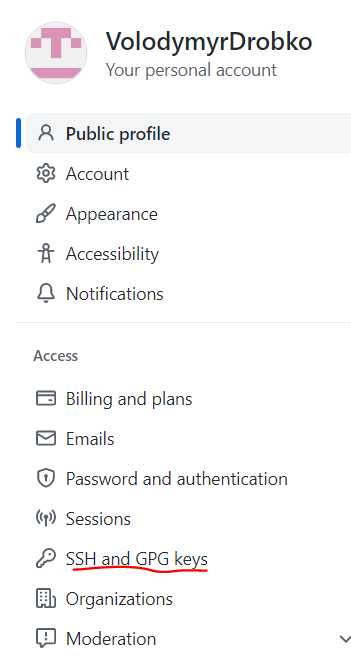 VolodymyrDrobko
Your personal account
Public profile
Account
Appearance
Accessibility
Notifications
Access
Billing and plans
Emails
Password and authentication
Sessions
SSH and GPG keys
Organizations
Moderation